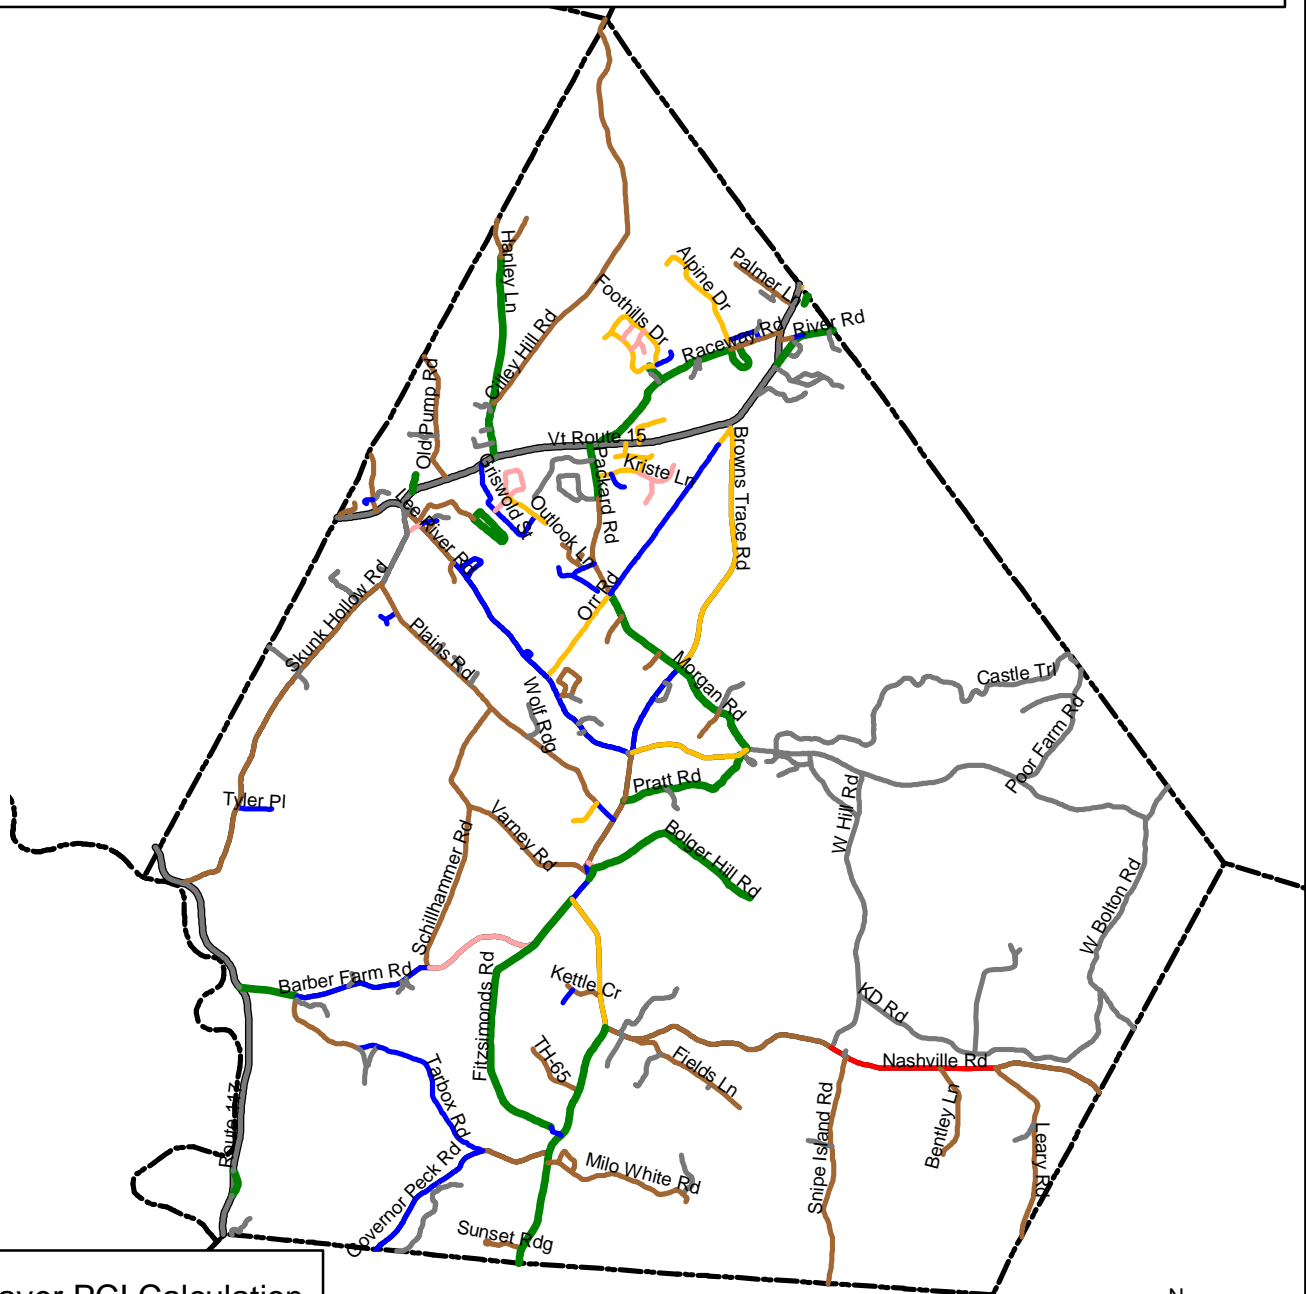 Hanley Ln
Alpine Dr
Palmer Ln
Foothills Dr
Cilley Hill Rd
Raceway Rd
River Rd
Old Pump Rd
Vt Route 15
Griswold St
Packard Rd
Kriste Ln
Browns Trace Rd
Lee River Rd
Outlook Ln
Orr Rd
Skunk Hollow Rd
Plains Rd
Morgan Rd
Castle Trl
Wolf Rdg
Poor Farm Rd
Tyler Pl
Pratt Rd
W Hill Rd
Varney Rd
Bolger Hill Rd
Schillhammer Rd
W Bolton Rd
Barber Farm Rd
Fitzsimonds Rd
Kettle Cr
KD Rd
TH-65
Fields Ln
Nashville Rd
Tarbox Rd
Route 117
Snipe Island Rd
Bentley Ln
Leary Rd
Governor Peck Rd
Milo White Rd
Sunset Rdg
PCI Calculation
N